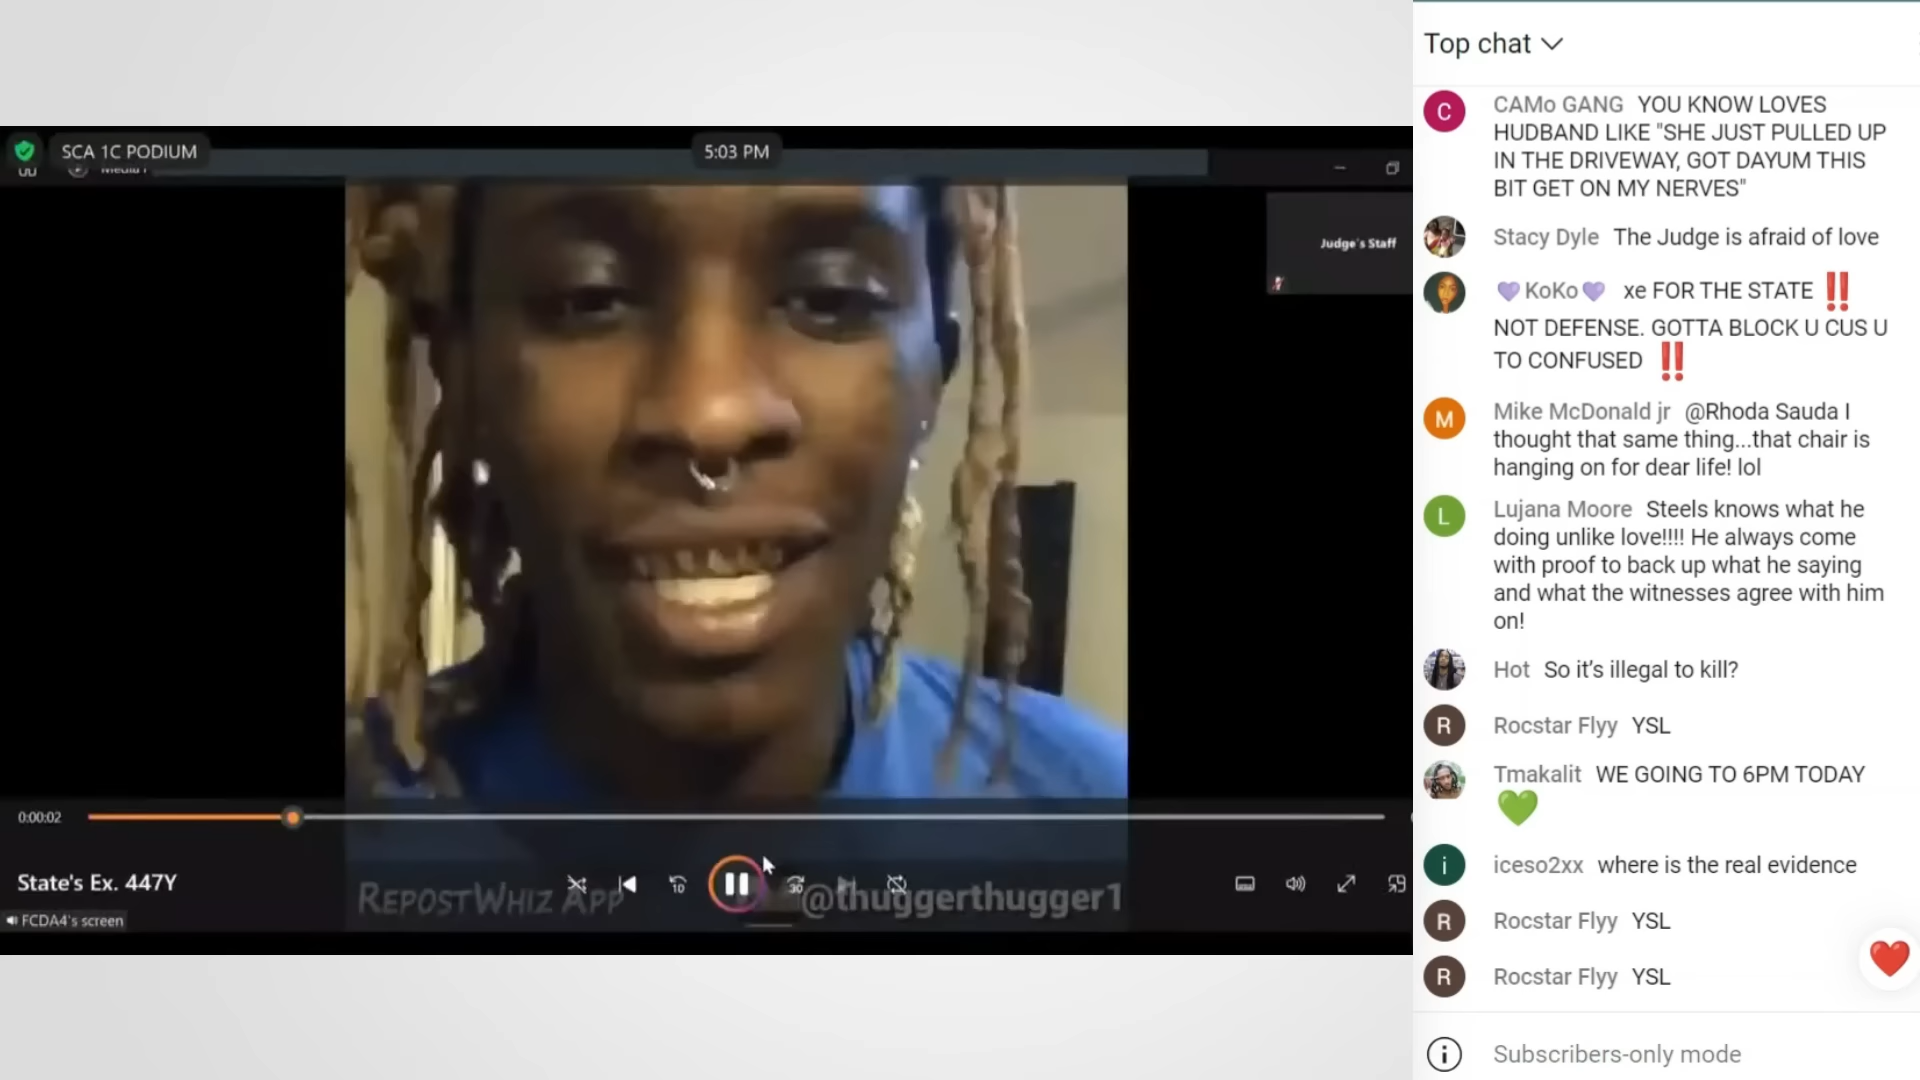 SCA 1C PODIUM
5:03 PM
Judge's Staff
0:00:02
State's Ex. 447Y
10
30
REPOSTWHIZ APP
@thuggerthugger1
FCDA4's screen
Top chat
C
CAMo GANG YOU KNOW LOVES
HUDBAND LIKE "SHE JUST PULLED UP
IN THE DRIVEWAY, GOT DAYUM THIS
BIT GET ON MY NERVES"
Stacy Dyle The Judge is afraid of love
💜KoKo💜 xe FOR THE STATE ‼️
NOT DEFENSE. GOTTA BLOCK U CUS U
TO CONFUSED ‼️
M
Mike McDonald jr @Rhoda Sauda I
thought that same thing...that chair is
hanging on for dear life! lol
L
Lujana Moore Steels knows what he
doing unlike love!!!! He always come
with proof to back up what he saying
and what the witnesses agree with him
on!
Hot So it's illegal to kill?
R
Rocstar Flyy YSL
Tmakalit WE GOING TO 6PM TODAY
💚
i
iceso2xx where is the real evidence
R
Rocstar Flyy YSL
R
Rocstar Flyy YSL
Subscribers-only mode